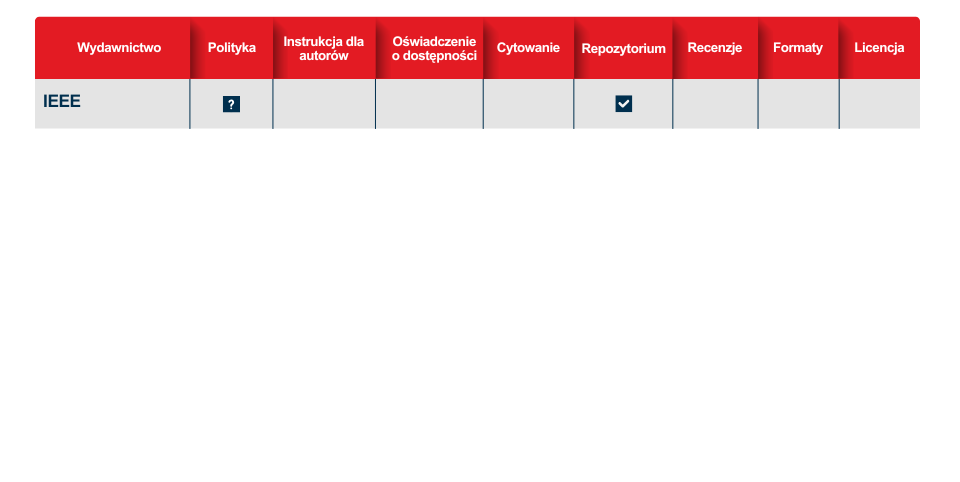 Wydawnictwo
Polityka
Instrukcja dla
autorów
Oświadczenie
o dostępności
Cytowanie
Repozytorium
Recenzje
Formaty
Licencja
IEEE
?